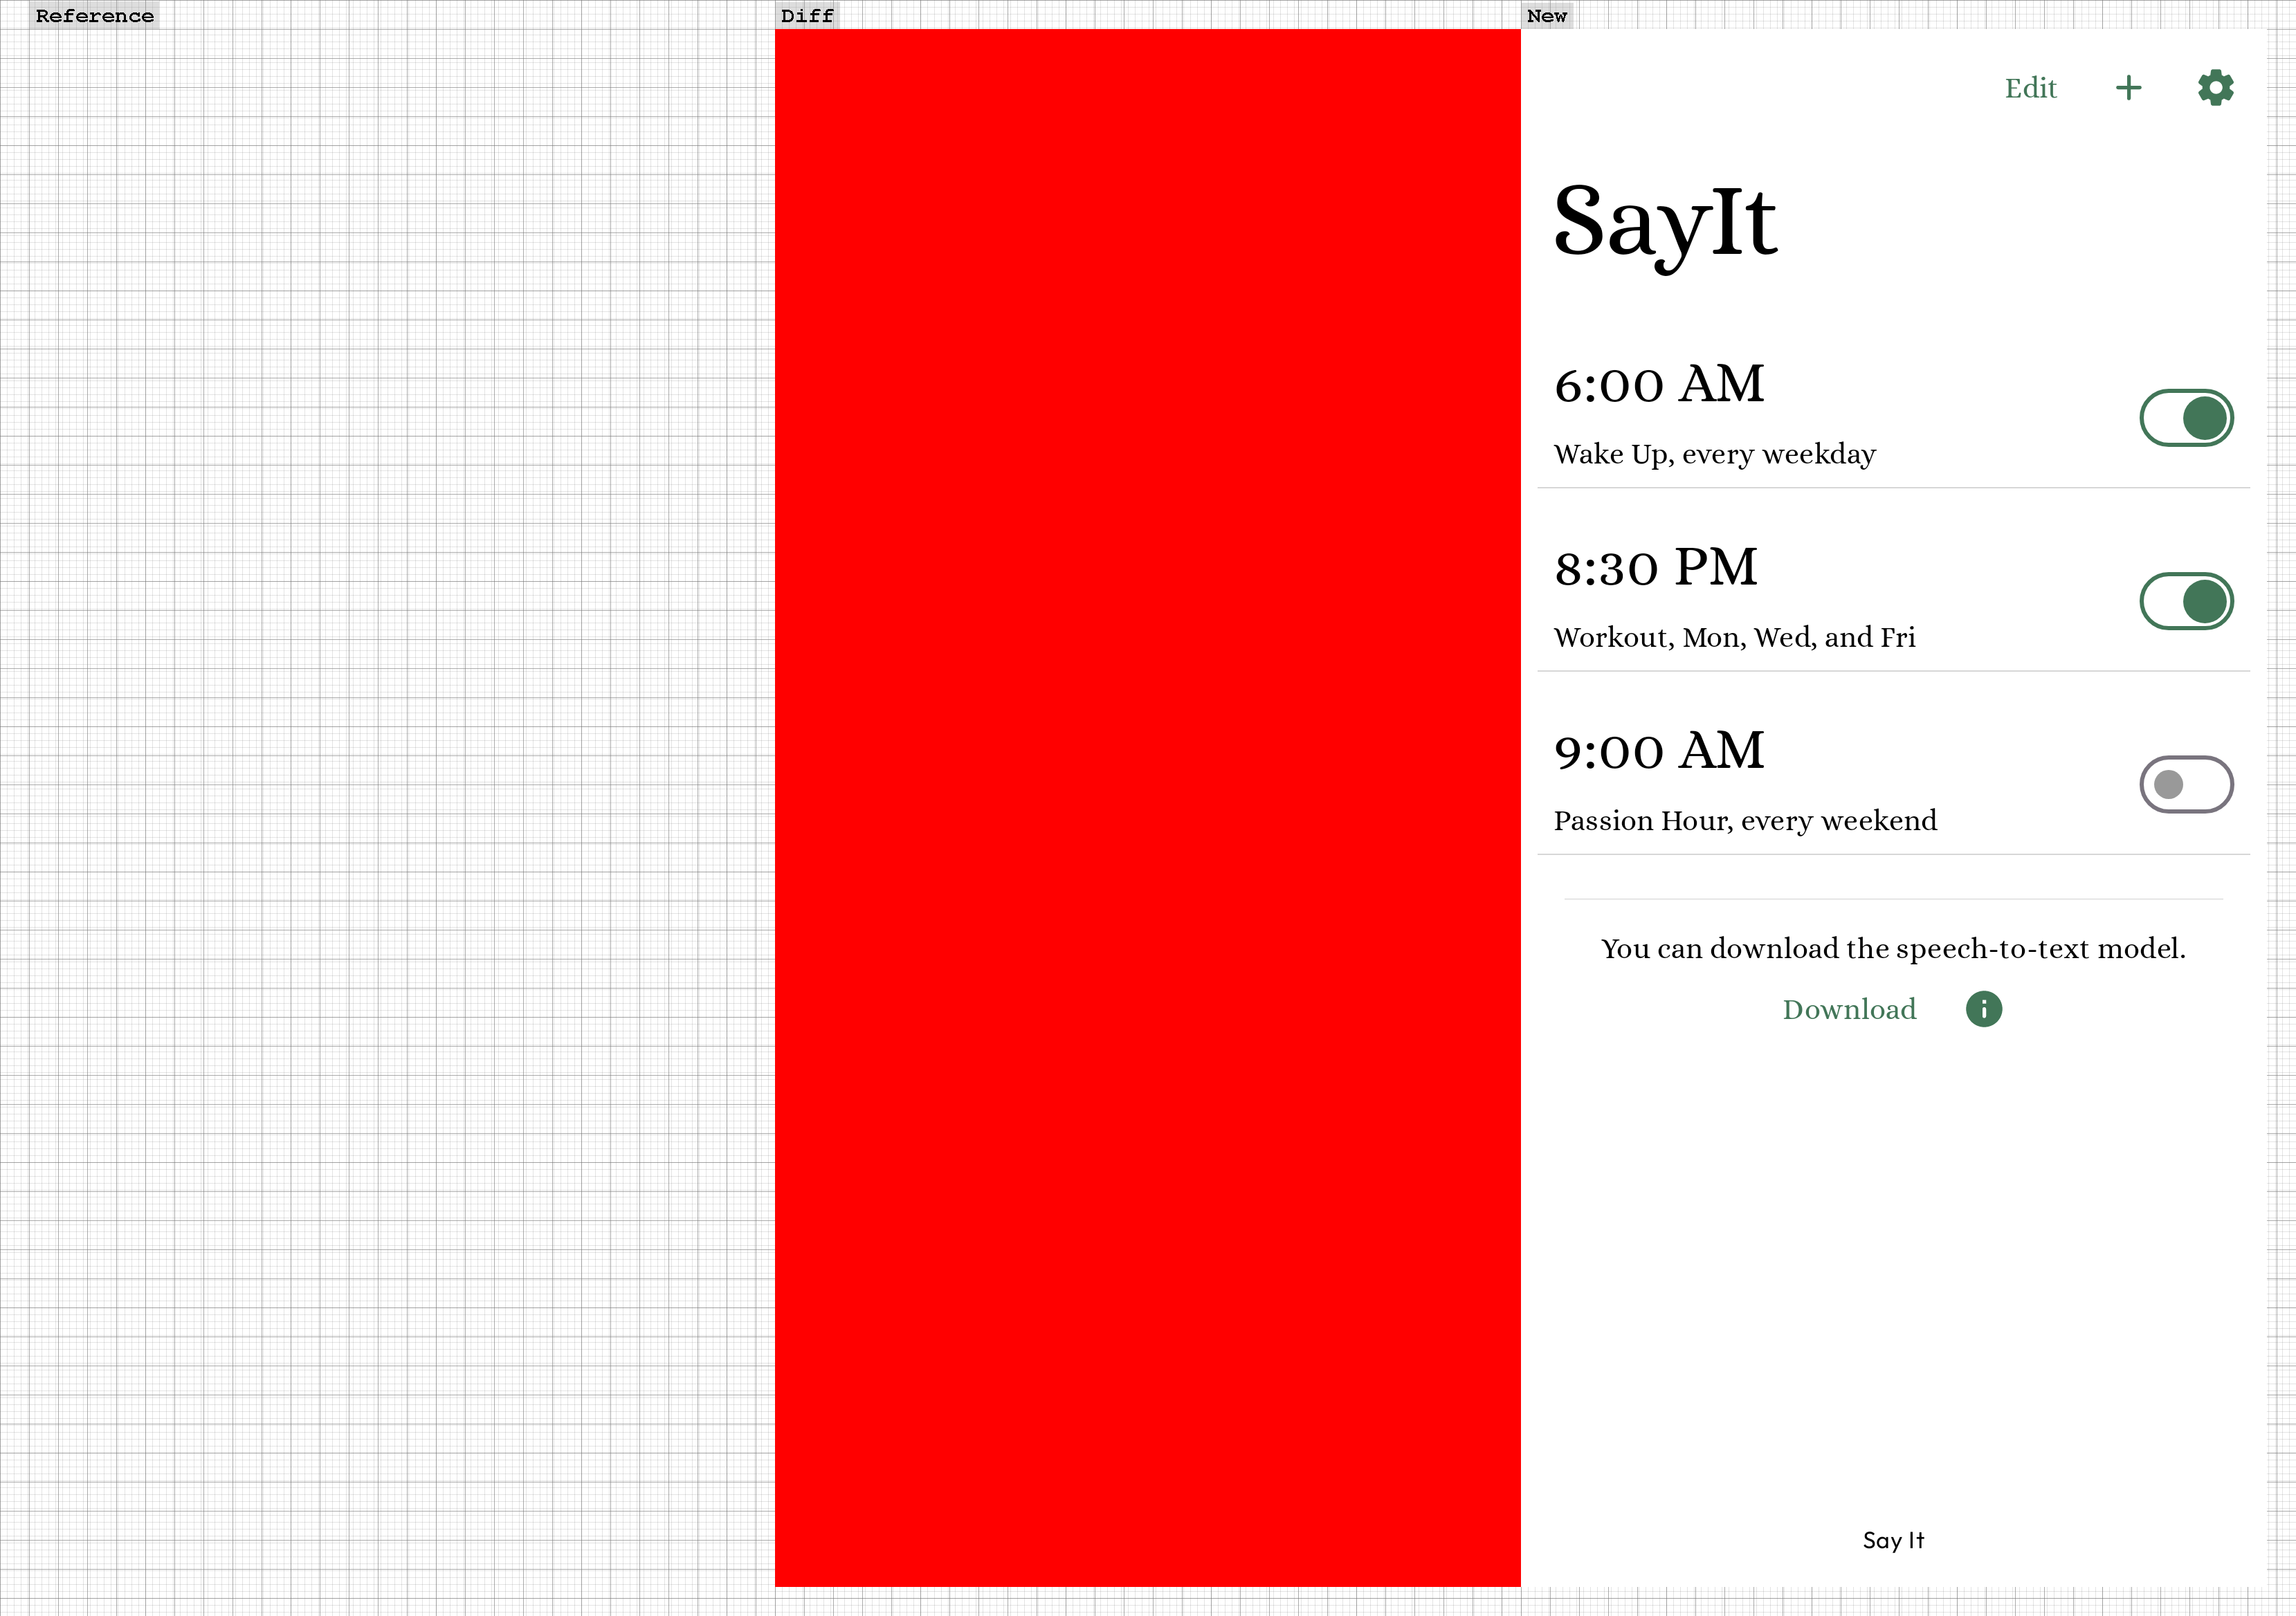 Reference
Diff
New
Edit
SayIt
6:00 AM
Wake Up, every weekday
8:30 PM
Workout, Mon, Wed, and Fri
9:00 AM
Passion Hour, every weekend
You can download the speech-to-text model.
Download
Say It